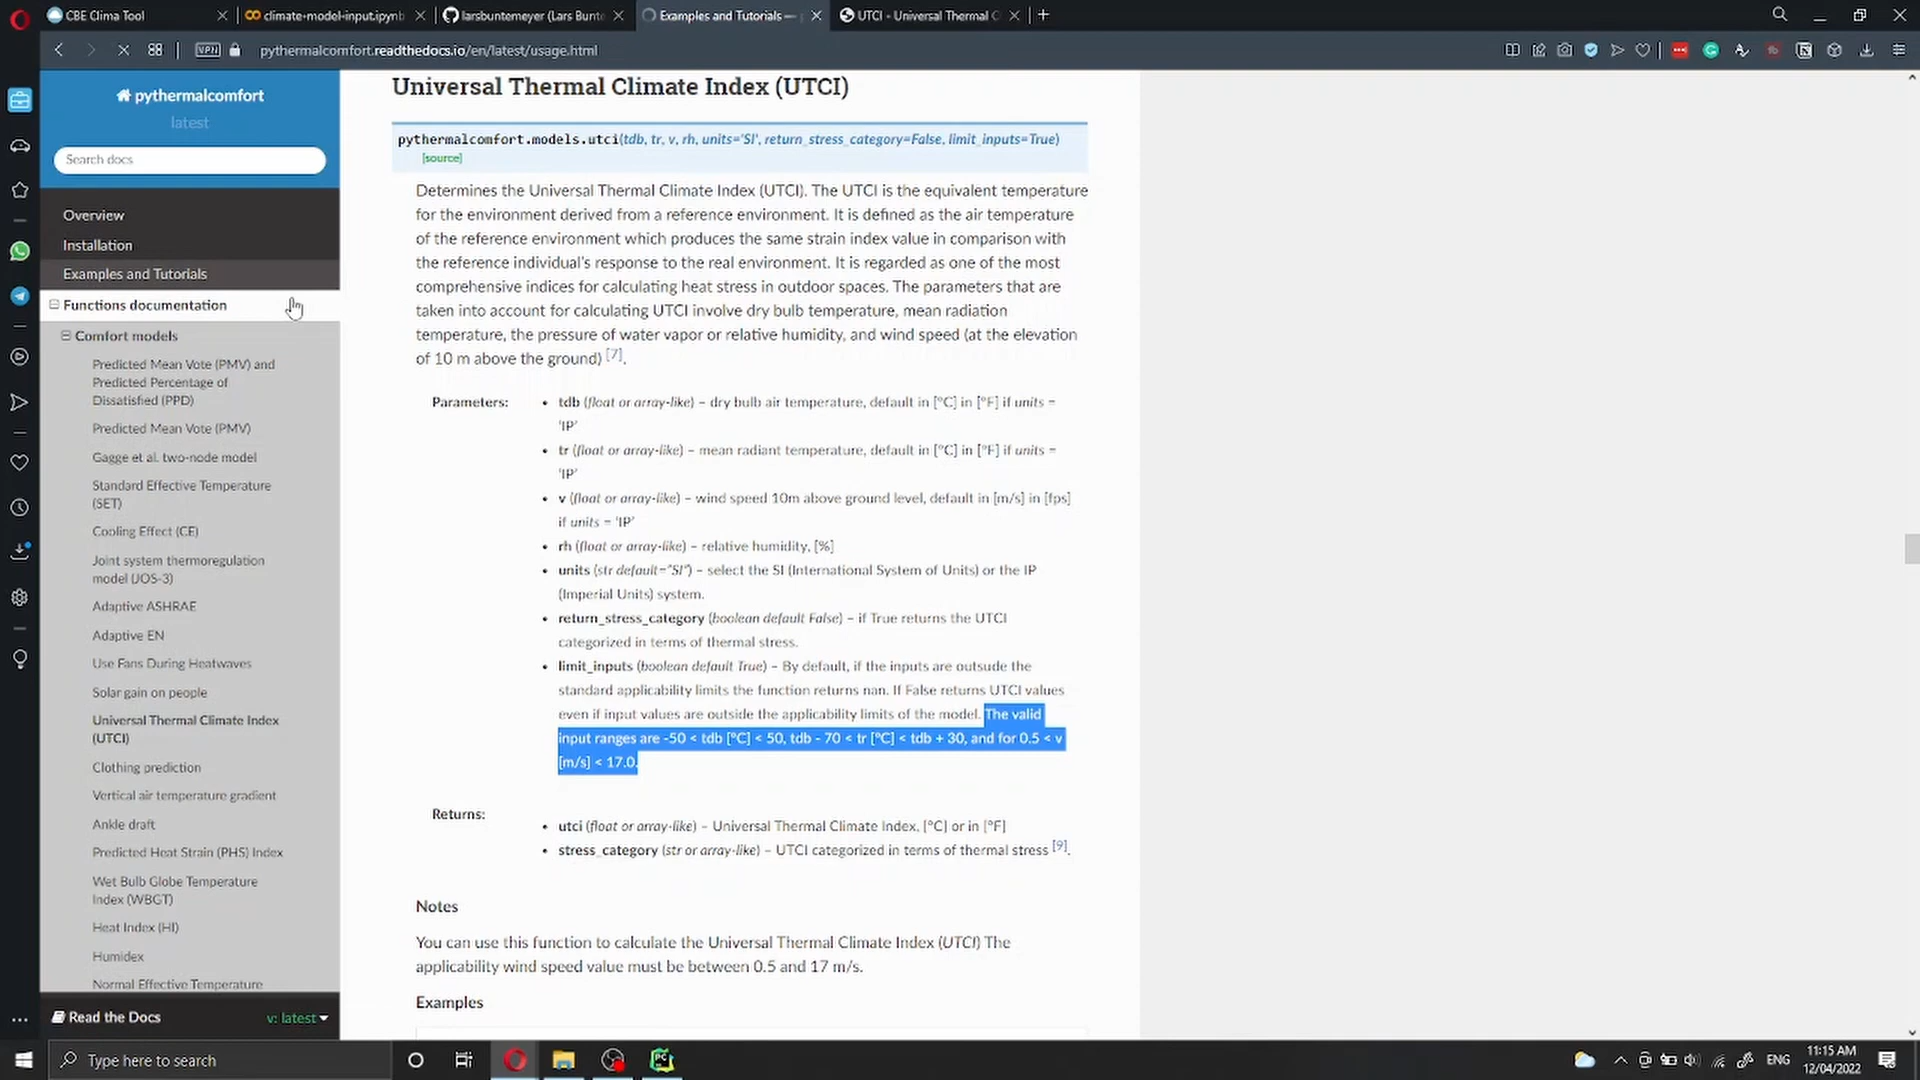 CBE Clima Tool
climate-model-input.ipynb
larsbuntemeyer (Lars Bunte
Examples and Tutorials —
UTCI - Universal Thermal C
VPN
pythermalcomfort.readthedocs.io/en/latest/usage.html
pythermalcomfort
latest
Search docs
Overview
Installation
Examples and Tutorials
Functions documentation
Comfort models
Predicted Mean Vote (PMV) and
Predicted Percentage of
Dissatisfied (PPD)
Predicted Mean Vote (PMV)
Gagge et al. two-node model
Standard Effective Temperature
(SET)
Cooling Effect (CE)
Joint system thermoregulation
model (JOS-3)
Adaptive ASHRAE
Adaptive EN
Use Fans During Heatwaves
Solar gain on people
Universal Thermal Climate Index
(UTCI)
Clothing prediction
Vertical air temperature gradient
Ankle draft
Predicted Heat Strain (PHS) Index
Wet Bulb Globe Temperature
Index (WBGT)
Heat Index (HI)
Humidex
Normal Effective Temperature
Read the Docs
v: latest
Universal Thermal Climate Index (UTCI)
pythermalcomfort.models.utci(tdb, tr, v, rh, units='SI', return_stress_category=False, limit_inputs=True)
[source]
Determines the Universal Thermal Climate Index (UTCI). The UTCI is the equivalent temperature
for the environment derived from a reference environment. It is defined as the air temperature
of the reference environment which produces the same strain index value in comparison with
the reference individual's response to the real environment. It is regarded as one of the most
comprehensive indices for calculating heat stress in outdoor spaces. The parameters that are
taken into account for calculating UTCI involve dry bulb temperature, mean radiation
temperature, the pressure of water vapor or relative humidity, and wind speed (at the elevation
of 10 m above the ground) [7].
Parameters:
• tdb (float or array-like) – dry bulb air temperature, default in [°C] in [°F] if units =
'IP'
• tr (float or array-like) – mean radiant temperature, default in [°C] in [°F] if units =
'IP'
• v (float or array-like) – wind speed 10m above ground level, default in [m/s] in [fps]
if units = 'IP'
• rh (float or array-like) – relative humidity, [%]
• units (str default="SI") – select the SI (International System of Units) or the IP
(Imperial Units) system.
• return_stress_category (boolean default False) – if True returns the UTCI
categorized in terms of thermal stress.
• limit_inputs (boolean default True) – By default, if the inputs are outsude the
standard applicability limits the function returns nan. If False returns UTCI values
even if input values are outside the applicability limits of the model. The valid
input ranges are -50 < tdb [°C] < 50, tdb - 70 < tr [°C] < tdb + 30, and for 0.5 < v
[m/s] < 17.0.
Returns:
• utci (float or array-like) – Universal Thermal Climate Index, [°C] or in [°F]
• stress_category (str or array-like) – UTCI categorized in terms of thermal stress [9].
Notes
You can use this function to calculate the Universal Thermal Climate Index (UTCI) The
applicability wind speed value must be between 0.5 and 17 m/s.
Examples
Type here to search
ENG
11:15 AM
12/04/2022